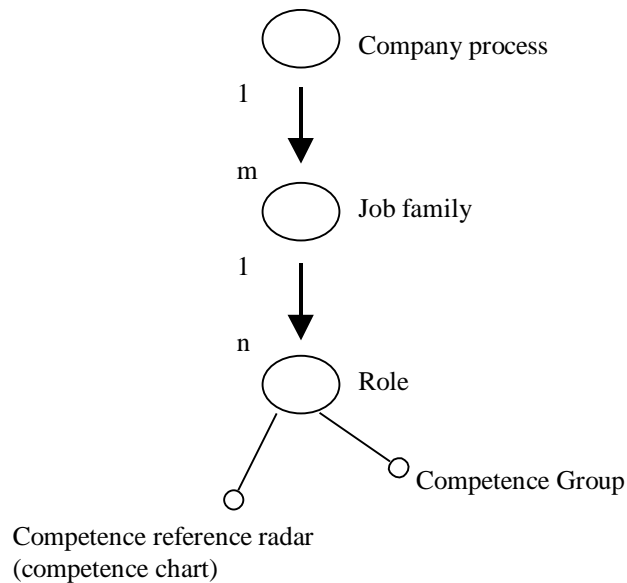 Company process
1
m
Job family
1
n
Role
Competence Group
Competence reference radar
(competence chart)